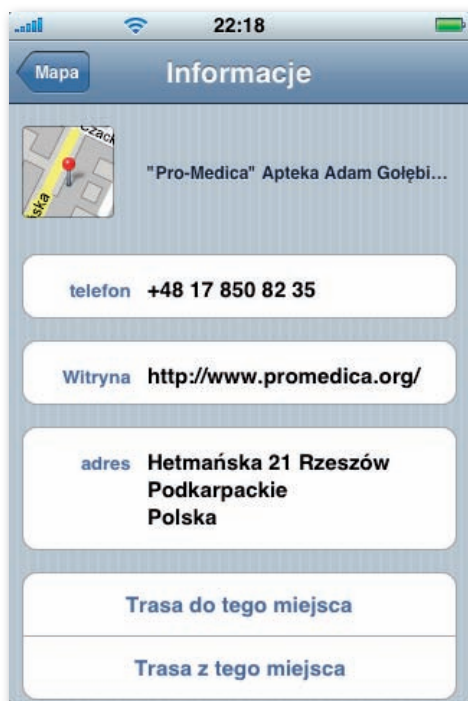 22:18
Mapa
Informacje
"Pro-Medica" Apteka Adam Gołębi...
telefon +48 17 850 82 35
Witryna http://www.promedica.org/
adres Hetmańska 21 Rzeszów
Podkarpackie
Polska
Trasa do tego miejsca
Trasa z tego miejsca